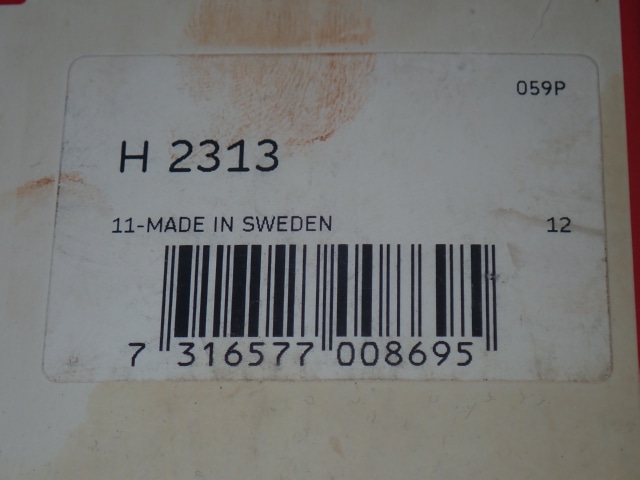 059P
H 2313
11-MADE IN SWEDEN 12
7 316577 008695